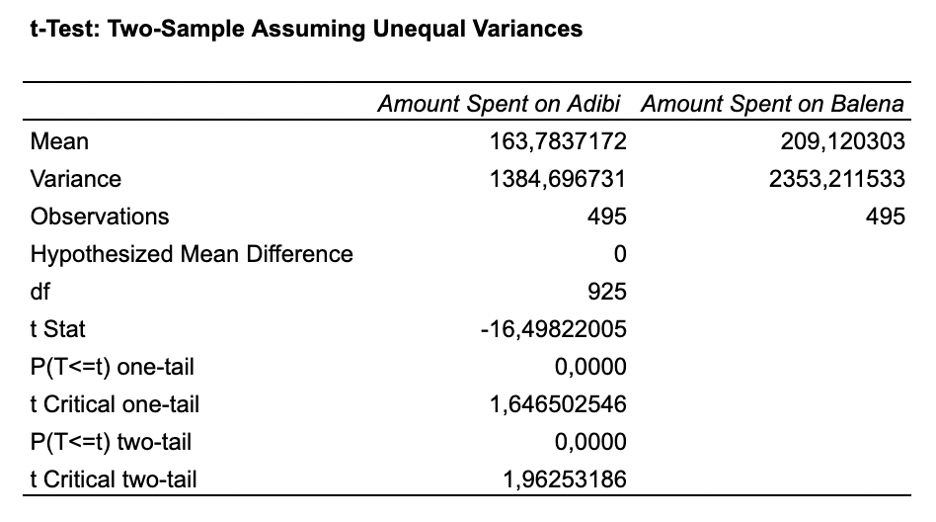 t-Test: Two-Sample Assuming Unequal Variances
Amount Spent on Adibi Amount Spent on Balena
Mean 163,7837172 209,120303
Variance 1384,696731 2353,211533
Observations 495 495
Hypothesized Mean Difference 0
df 925
t Stat -16,49822005
P(T<=t) one-tail 0,0000
t Critical one-tail 1,646502546
P(T<=t) two-tail 0,0000
t Critical two-tail 1,96253186